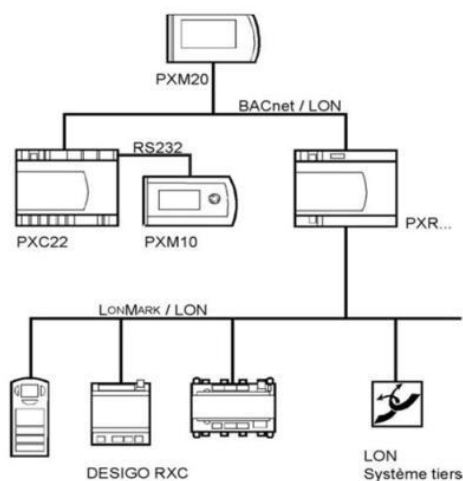 PXM20
BACnet / LON
RS232
PXC22
PXM10
PXR...
LONMARK / LON
DESIGO RXC
LON
Système tiers